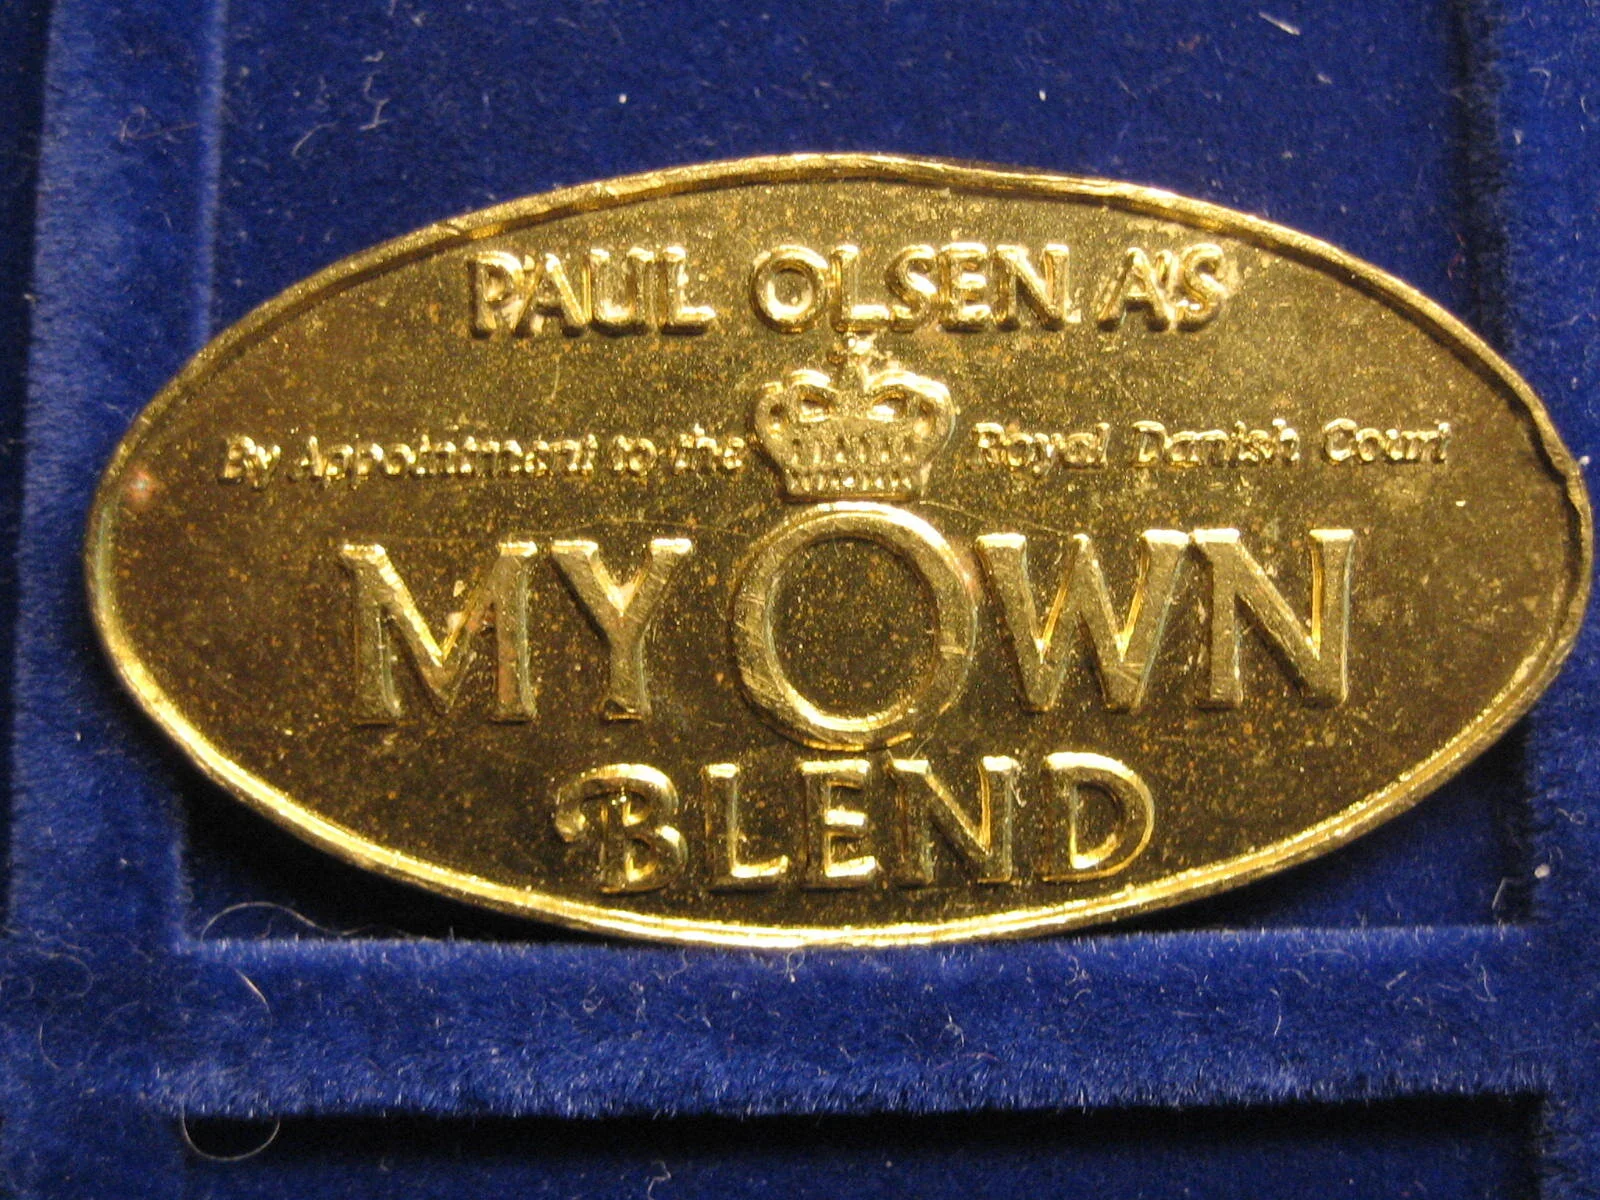 PAUL OLSEN A'S
By Appointment to the Royal Danish Court
MY OWN
BLEND